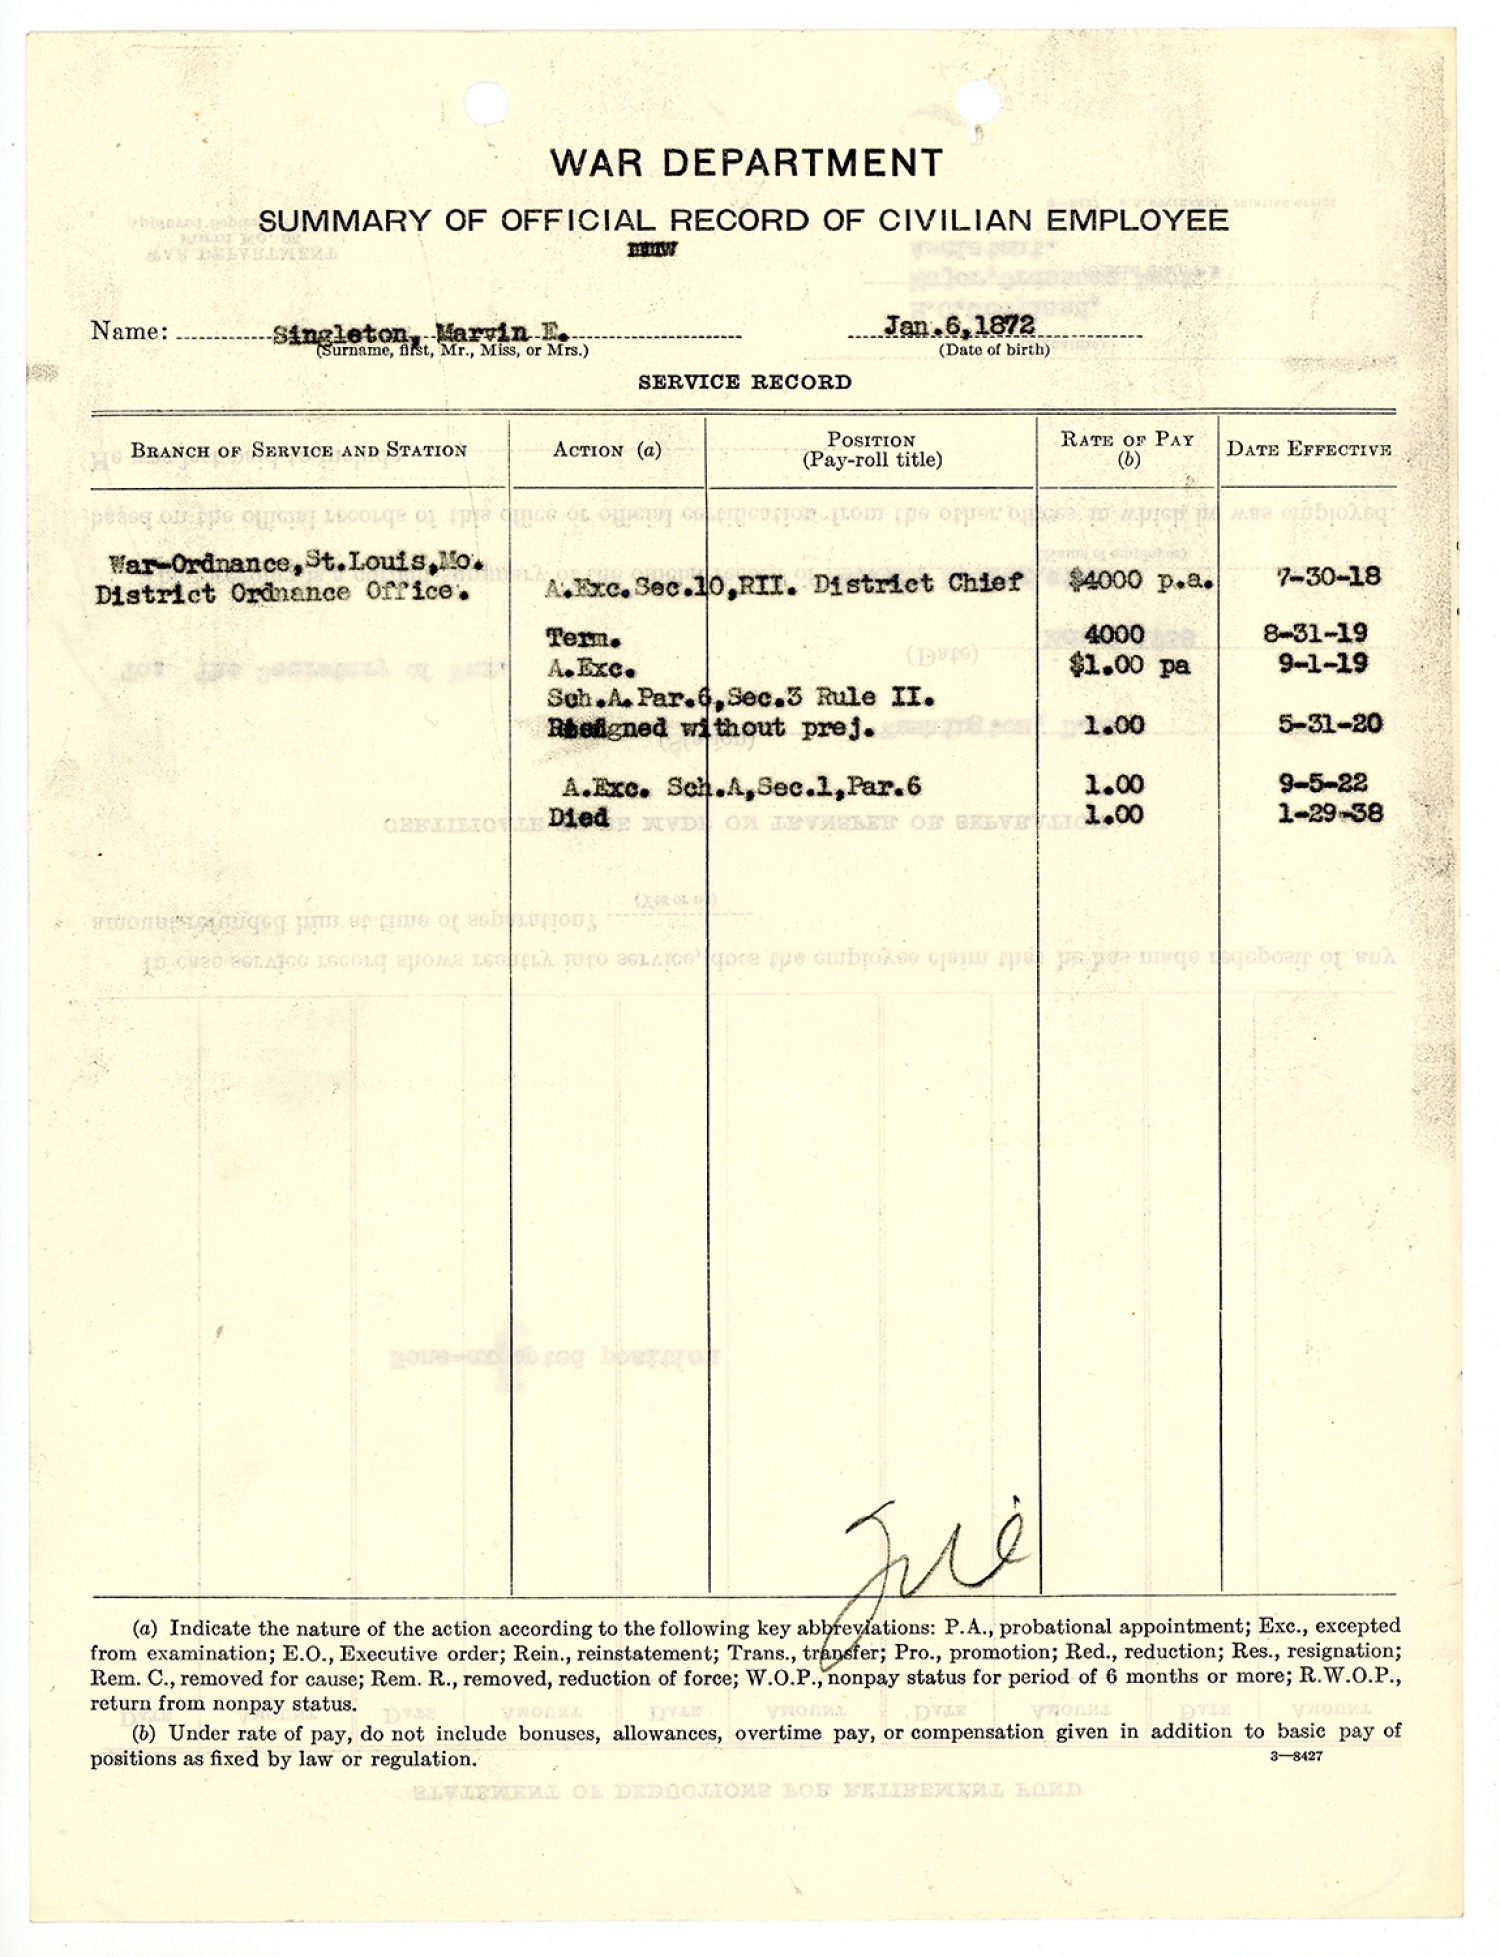 WAR DEPARTMENT
SUMMARY OF OFFICIAL RECORD OF CIVILIAN EMPLOYEE
Name: Singleton, Marvin E. Jan.6,1872
(Surname, first, Mr., Miss, or Mrs.) (Date of birth)
SERVICE RECORD
BRANCH OF SERVICE AND STATION ACTION (a) POSITION (Pay-roll title) RATE OF PAY (b) DATE EFFECTIVE
War-Ordnance,St.Louis,Mo.
District Ordnance Office. A.Exc.Sec.10,RII. District Chief $4000 p.a. 7-30-18
Term. 4000 8-31-19
A.Exc. $1.00 pa 9-1-19
Sch.A.Par.6,Sec.3 Rule II.
Resigned without prej. 1.00 5-31-20
A.Exc. Sch.A,Sec.1,Par.6 1.00 9-5-22
Died 1.00 1-29-38
(a) Indicate the nature of the action according to the following key abbreviations: P.A., probational appointment; Exc., excepted
from examination; E.O., Executive order; Rein., reinstatement; Trans., transfer; Pro., promotion; Red., reduction; Res., resignation;
Rem. C., removed for cause; Rem. R., removed, reduction of force; W.O.P., nonpay status for period of 6 months or more; R.W.O.P.,
return from nonpay status.
(b) Under rate of pay, do not include bonuses, allowances, overtime pay, or compensation given in addition to basic pay of
positions as fixed by law or regulation. 3—8427